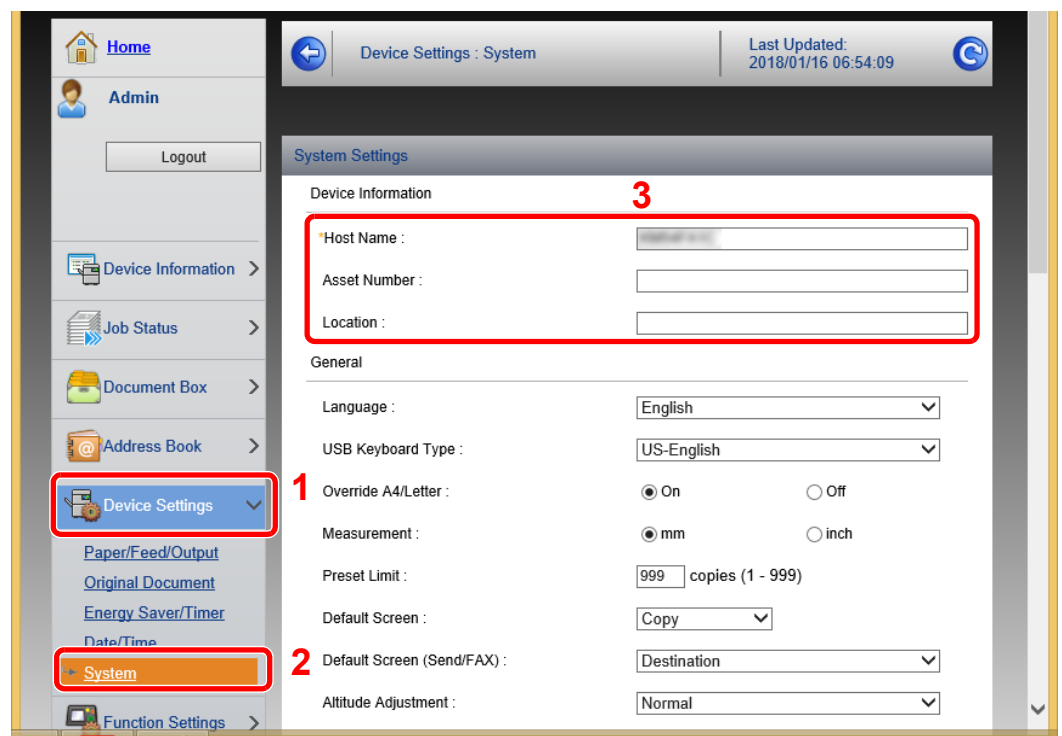 Home
Admin
Logout
Device Information
Job Status
Document Box
Address Book
Device Settings
1
Paper/Feed/Output
Original Document
Energy Saver/Timer
Date/Time
System
2
Function Settings
Device Settings : System
Last Updated:
2018/01/16 06:54:09
System Settings
Device Information
3
*Host Name :
Asset Number :
Location :
General
Language : English
USB Keyboard Type : US-English
Override A4/Letter : On Off
Measurement : mm inch
Preset Limit : 999 copies (1 - 999)
Default Screen : Copy
Default Screen (Send/FAX) : Destination
Altitude Adjustment : Normal